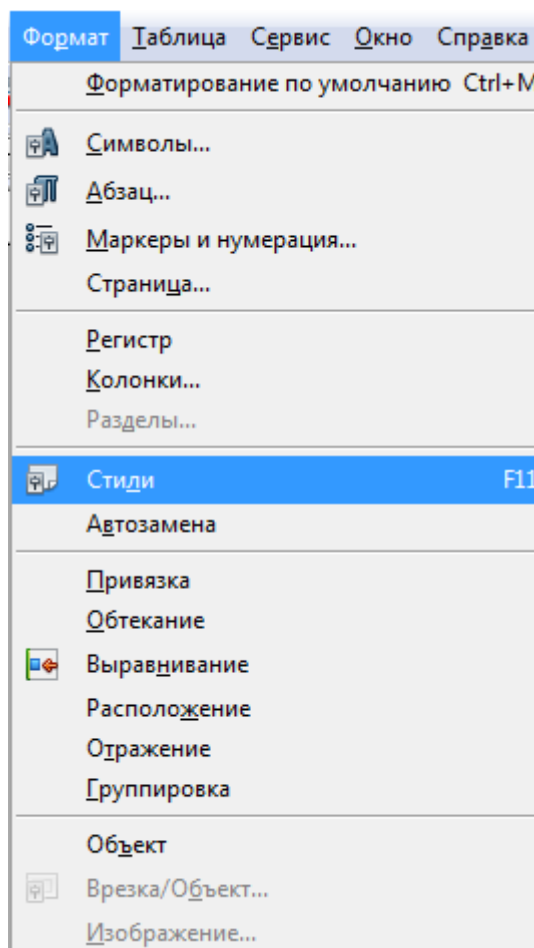 Формат Таблица Сервис Окно Справка
Форматирование по умолчанию Ctrl+M
Символы...
Абзац...
Маркеры и нумерация...
Страница...
Регистр
Колонки...
Разделы...
Стили F11
Автозамена
Привязка
Обтекание
Выравнивание
Расположение
Отражение
Группировка
Объект
Врезка/Объект...
Изображение...